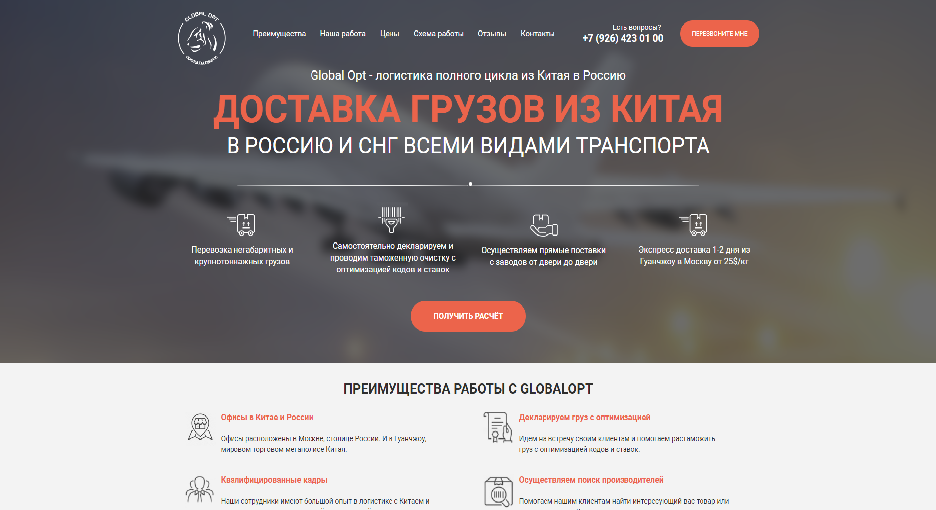 GLOBAL OPT
Преимущества
Наша работа
Цены
Схема работы
Отзывы
Контакты
Есть вопросы?
+7 (926) 423 01 00
ПЕРЕЗВОНИТЕ МНЕ
Global Opt - логистика полного цикла из Китая в Россию
ДОСТАВКА ГРУЗОВ ИЗ КИТАЯ
В РОССИЮ И СНГ ВСЕМИ ВИДАМИ ТРАНСПОРТА
Перевозка негабаритных и
крупнотоннажных грузов
Самостоятельно декларируем и
проводим таможенную очистку с
оптимизацией кодов и ставок
Осуществляем прямые поставки
с заводов от двери до двери
Экспресс доставка 1-2 дня из
Гуанчжоу в Москву от 25$/кг
ПОЛУЧИТЬ РАСЧЁТ
ПРЕИМУЩЕСТВА РАБОТЫ С GLOBALOPT
Офисы в Китае и России
Офисы расположены в Москве, столице России. И в Гуанчжоу,
мировом торговом мегаполисе Китая.
Декларируем груз с оптимизацией
Идем на встречу своим клиентам и помогаем растаможить
груз с оптимизацией кодов и ставок.
Квалифицированные кадры
Наши сотрудники имеют большой опыт в логистике с Китаем и
Осуществляем поиск производителей
Помогаем нашим клиентам найти интересующий вас товар или